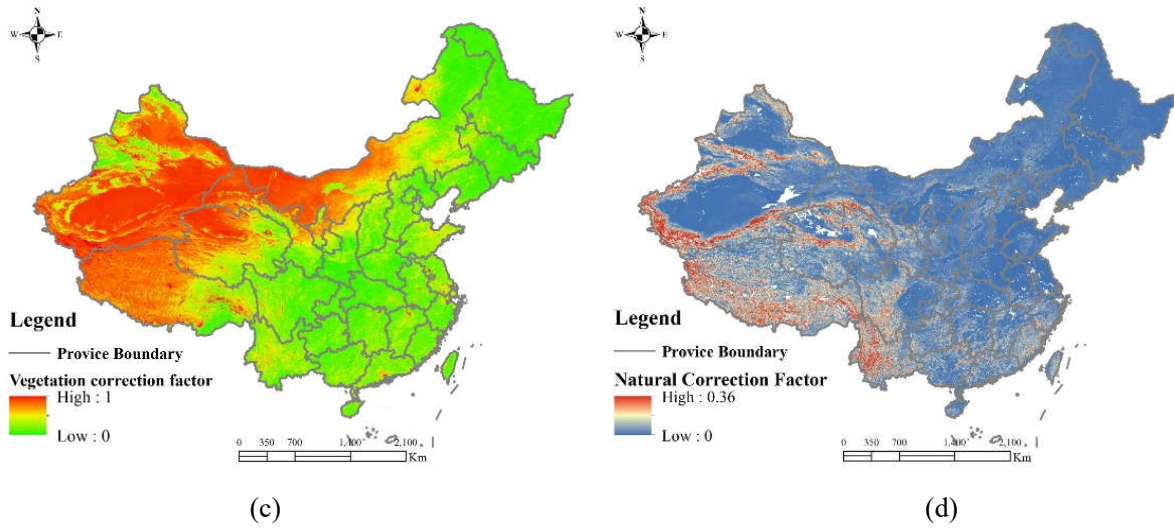 N
W E
S
Legend
Provice Boundary
Vegetation correction factor
High : 1
Low : 0
0 350 700 1,400 2,100
Km
(c)
N
W E
S
Legend
Provice Boundary
Natural Correction Factor
High : 0.36
Low : 0
0 350 700 1,400 2,100
Km
(d)